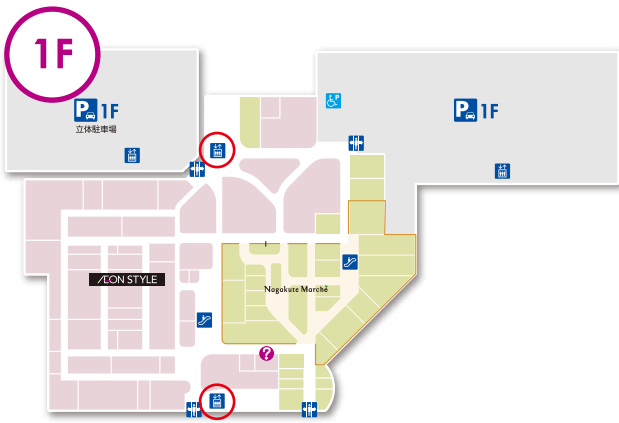 1F
P 1F
立体駐車場
P
P 1F
ÆON STYLE
Nagakute Marché
?